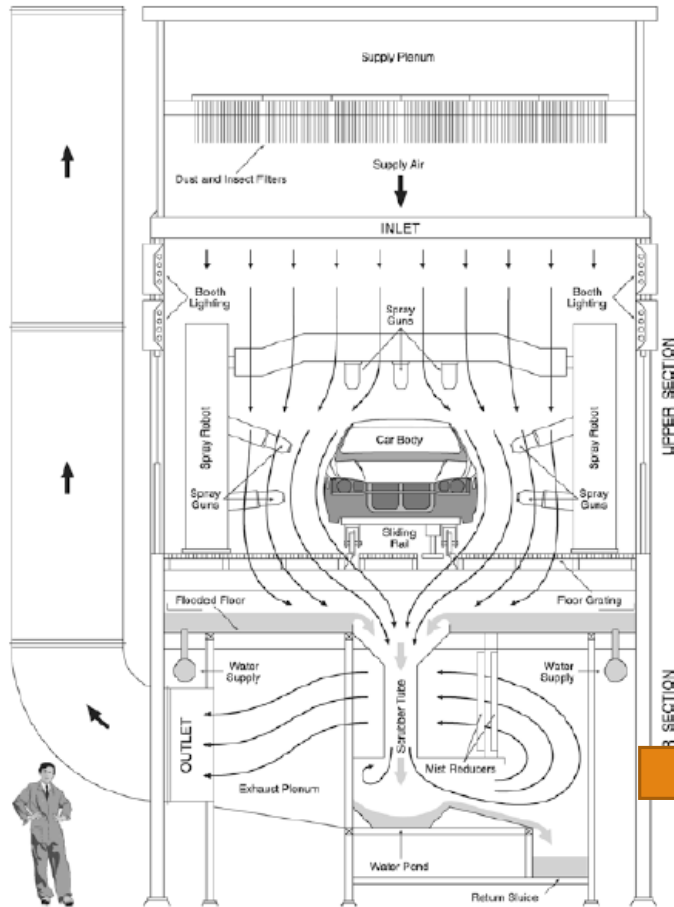 Supply Plenum
Dust and Insect Filters
Supply Air
INLET
Booth
Lighting
Spray
Guns
Booth
Lighting
UPPER SECTION
Spray Robot
Car Body
Spray Robot
Spray
Guns
Sliding
Rail
Spray
Guns
Flooded Floor
Floor Grating
Water
Supply
Scrubber Tube
Water
Supply
OUTLET
Mist Reducers
R SECTION
Exhaust Plenum
Water Pond
Return Sluice